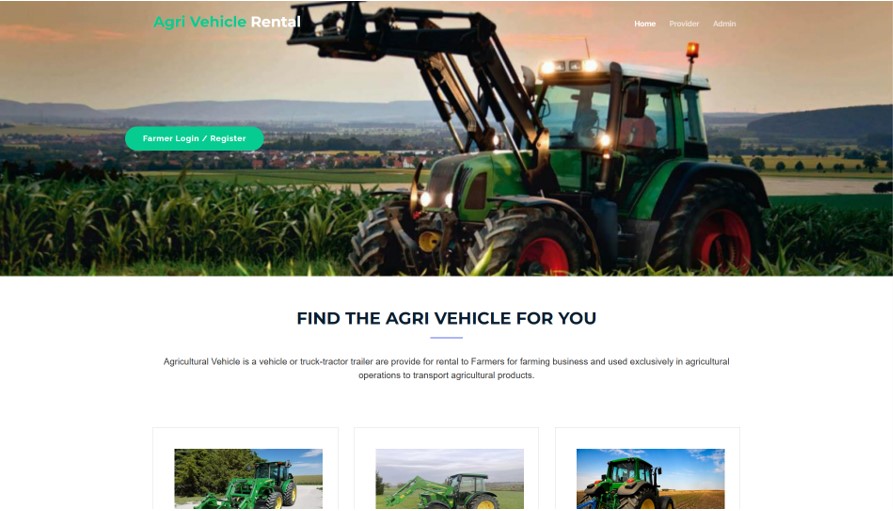 Agri Vehicle Rental
Home Provider Admin
Farmer Login / Register
FIND THE AGRI VEHICLE FOR YOU
Agricultural Vehicle is a vehicle or truck-tractor trailer are provide for rental to Farmers for farming business and used exclusively in agricultural
operations to transport agricultural products.